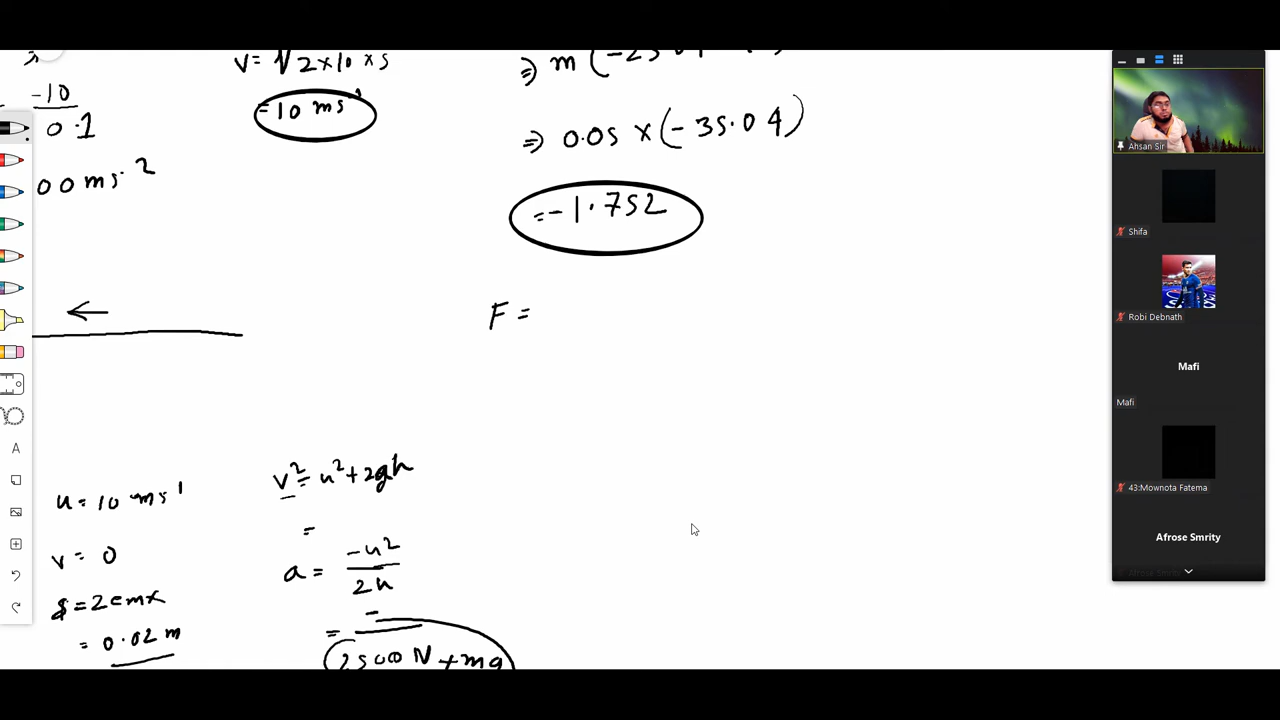 -10
0.1
00 ms⁻²
v = √2×10×5
= 10 ms⁻¹
⇒ 0.05 × (-35.04)
= -1.752
F =
u = 10 ms⁻¹
v = 0
s = 2 cm
= 0.02 m
v² = u² + 2gh
=
a = -u²
2h
=
2500 N + mg
Ahsan Sir
Shifa
Robi Debnath
Mafi
Mafi
43:Mownota Fatema
Afrose Smrity
Afrose Smrity